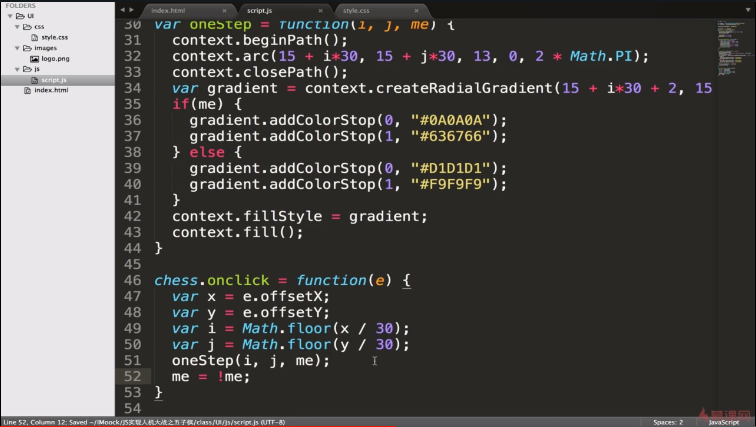 FOLDERS
UI
css
style.css
images
logo.png
js
script.js
index.html
index.html × script.js × style.css ×
30 var oneStep = function(i, j, me) {
31 context.beginPath();
32 context.arc(15 + i*30, 15 + j*30, 13, 0, 2 * Math.PI);
33 context.closePath();
34 var gradient = context.createRadialGradient(15 + i*30 + 2, 15
35 if(me) {
36 gradient.addColorStop(0, "#0A0A0A");
37 gradient.addColorStop(1, "#636766");
38 } else {
39 gradient.addColorStop(0, "#D1D1D1");
40 gradient.addColorStop(1, "#F9F9F9");
41 }
42 context.fillStyle = gradient;
43 context.fill();
44 }
45
46 chess.onclick = function(e) {
47 var x = e.offsetX;
48 var y = e.offsetY;
49 var i = Math.floor(x / 30);
50 var j = Math.floor(y / 30);
51 oneStep(i, j, me);
52 me = !me;
53 }
54
慕课网
Line 52, Column 12; Saved ~/iMoock/JS实现人机大战之五子棋/class/UI/js/script.js (UTF-8) Spaces: 2 JavaScript